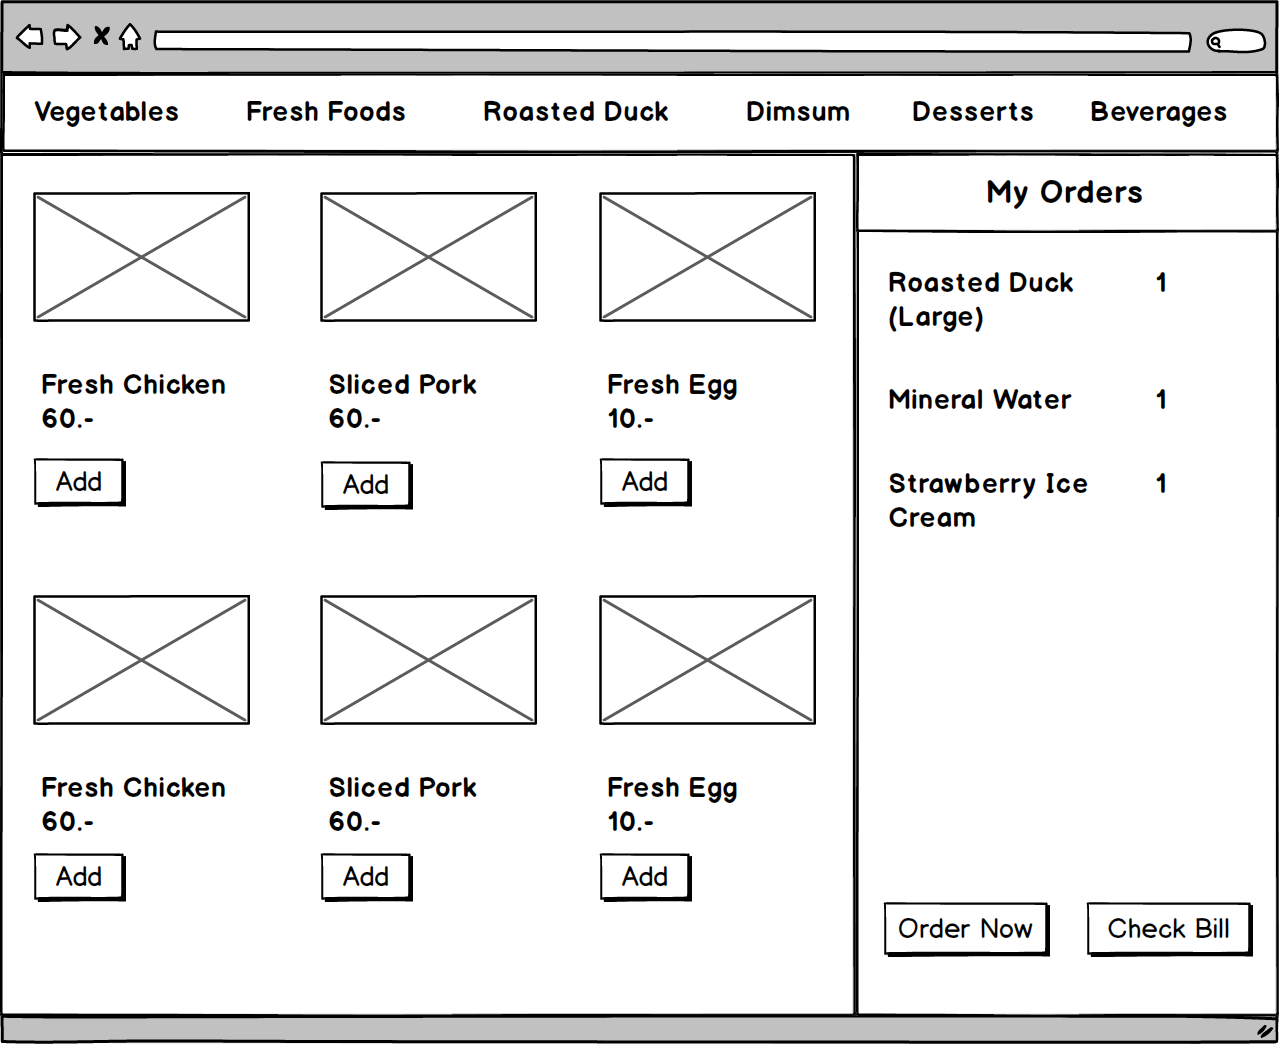 Vegetables Fresh Foods Roasted Duck Dimsum Desserts Beverages
Fresh Chicken
60.-
Add
Sliced Pork
60.-
Add
Fresh Egg
10.-
Add
Fresh Chicken
60.-
Add
Sliced Pork
60.-
Add
Fresh Egg
10.-
Add
My Orders
Roasted Duck 1
(Large)
Mineral Water 1
Strawberry Ice 1
Cream
Order Now Check Bill